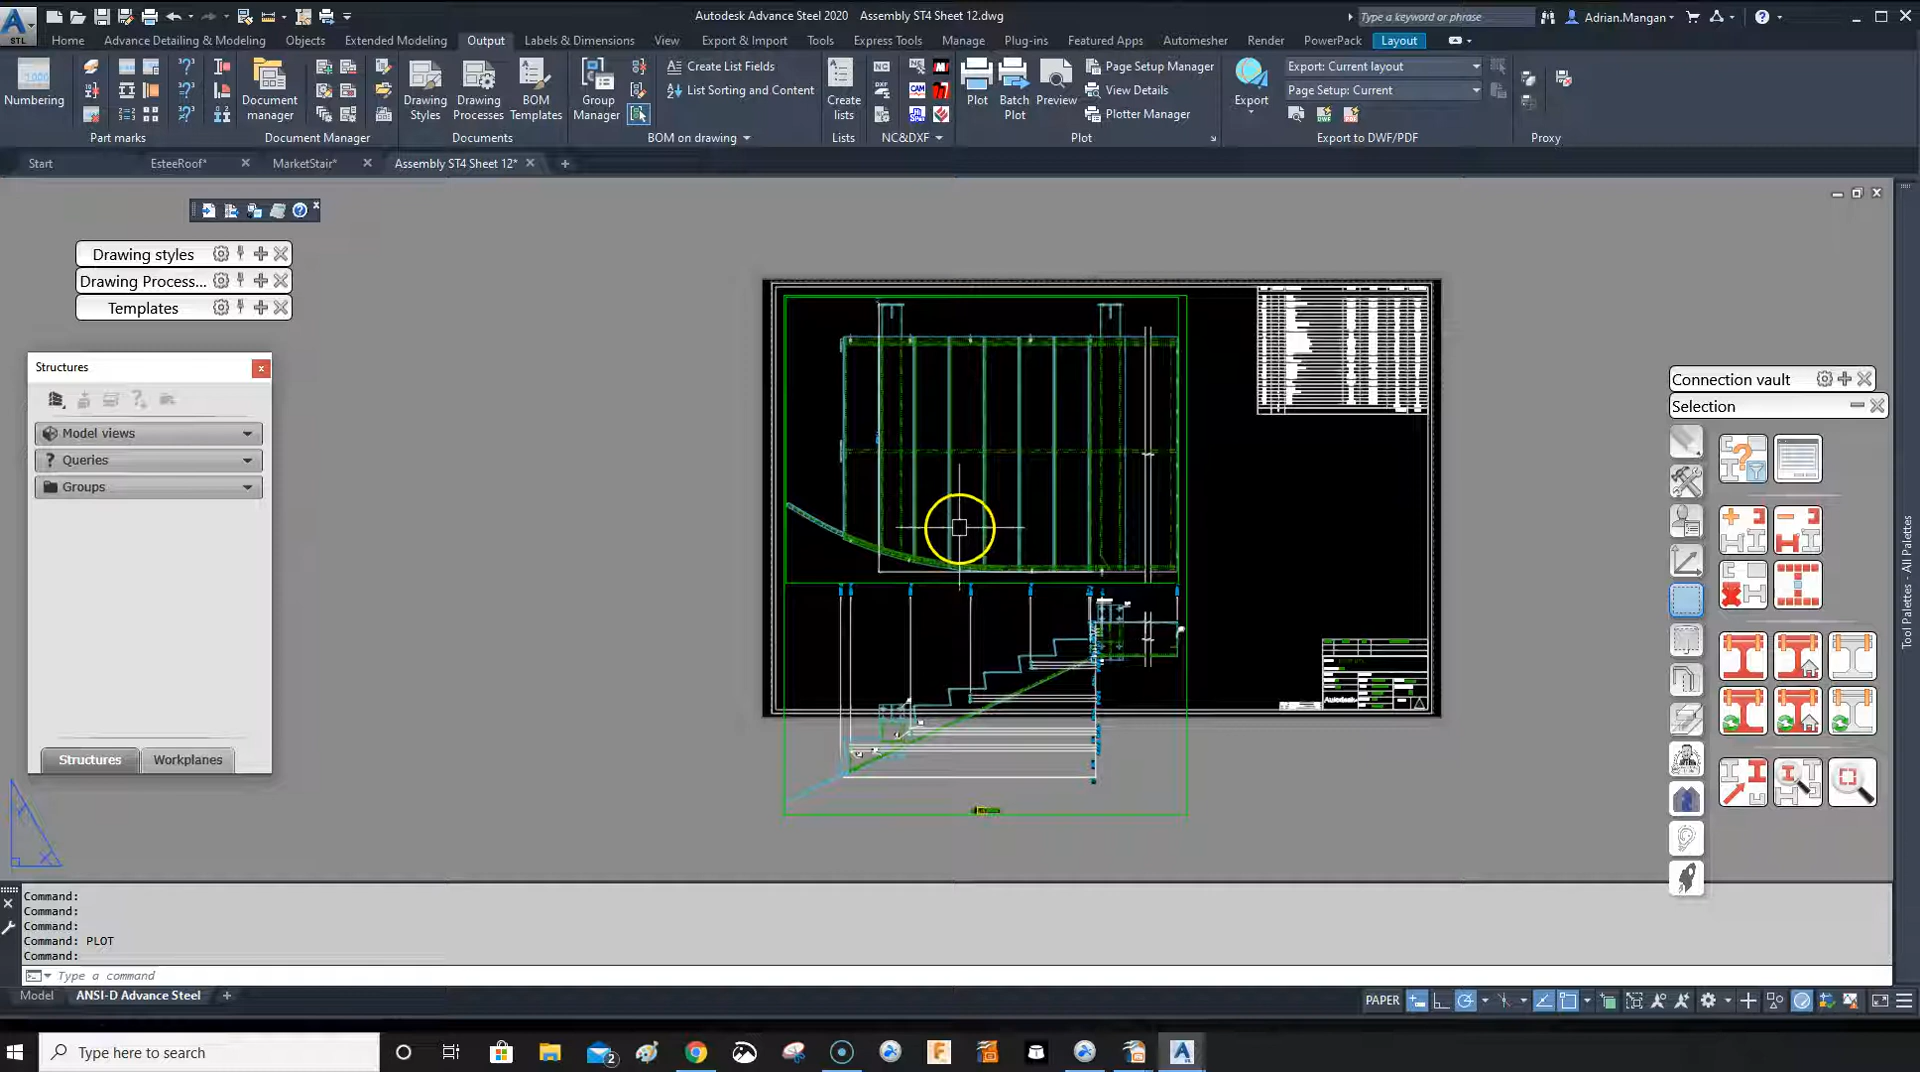 Autodesk Advance Steel 2020 Assembly ST4 Sheet 12.dwg
Type a keyword or phrase
Adrian.Mangan
STL
Home Advance Detailing & Modeling Objects Extended Modeling Output Labels & Dimensions View Export & Import Tools Express Tools Manage Plug-ins Featured Apps Automesher Render PowerPack Layout
Numbering
Document manager
Drawing Styles
Drawing Processes
BOM Templates
Group Manager
Create List Fields
List Sorting and Content
Create lists
NC
DXF
CAM
Plot
Batch Plot
Preview
Page Setup Manager
View Details
Plotter Manager
Export
Export: Current layout
Page Setup: Current
Part marks
Document Manager
Documents
BOM on drawing
Lists
NC&DXF
Plot
Export to DWF/PDF
Proxy
Start EsteeRoof* MarketStair* Assembly ST4 Sheet 12*
Drawing styles
Drawing Process...
Templates
Structures
Model views
Queries
Groups
Structures Workplanes
Connection vault
Selection
Tool Palettes - All Palettes
Command:
Command:
Command:
Command: PLOT
Command:
Type a command
Model ANSI-D Advance Steel
PAPER
Type here to search
2